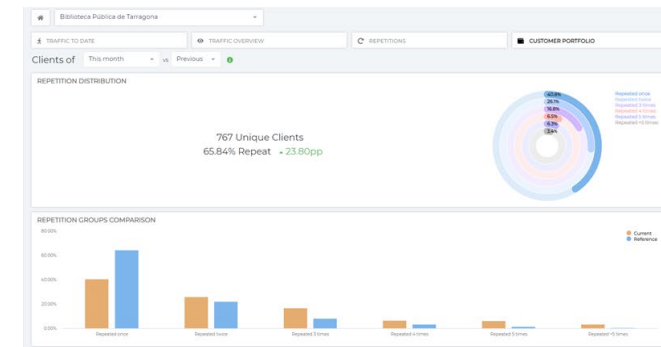 Biblioteca Pública de Tarragona
TRAFFIC TO DATE
TRAFFIC OVERVIEW
REPETITIONS
CUSTOMER PORTFOLIO
Clients of
This month
vs
Previous
REPETITION DISTRIBUTION
767 Unique Clients
65.84% Repeat
23.80pp
40.8%
26.1%
16.8%
6.5%
6.3%
3.4%
Repeated once
Repeated twice
Repeated 3 times
Repeated 4 times
Repeated 5 times
Repeated >5 times
REPETITION GROUPS COMPARISON
Current
Reference
80.00%
60.00%
40.00%
20.00%
0.00%
Repeated once
Repeated twice
Repeated 3 times
Repeated 4 times
Repeated 5 times
Repeated >5 times